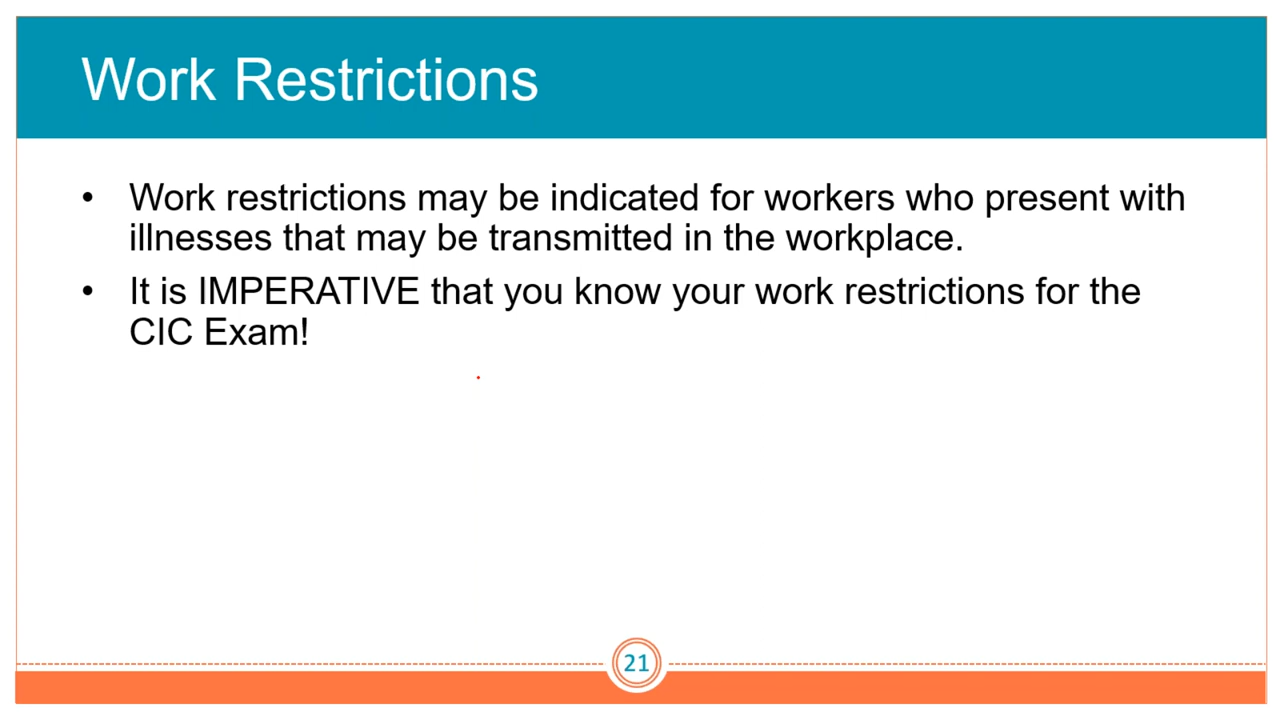 Work Restrictions
• Work restrictions may be indicated for workers who present with
illnesses that may be transmitted in the workplace.
• It is IMPERATIVE that you know your work restrictions for the
CIC Exam!
21